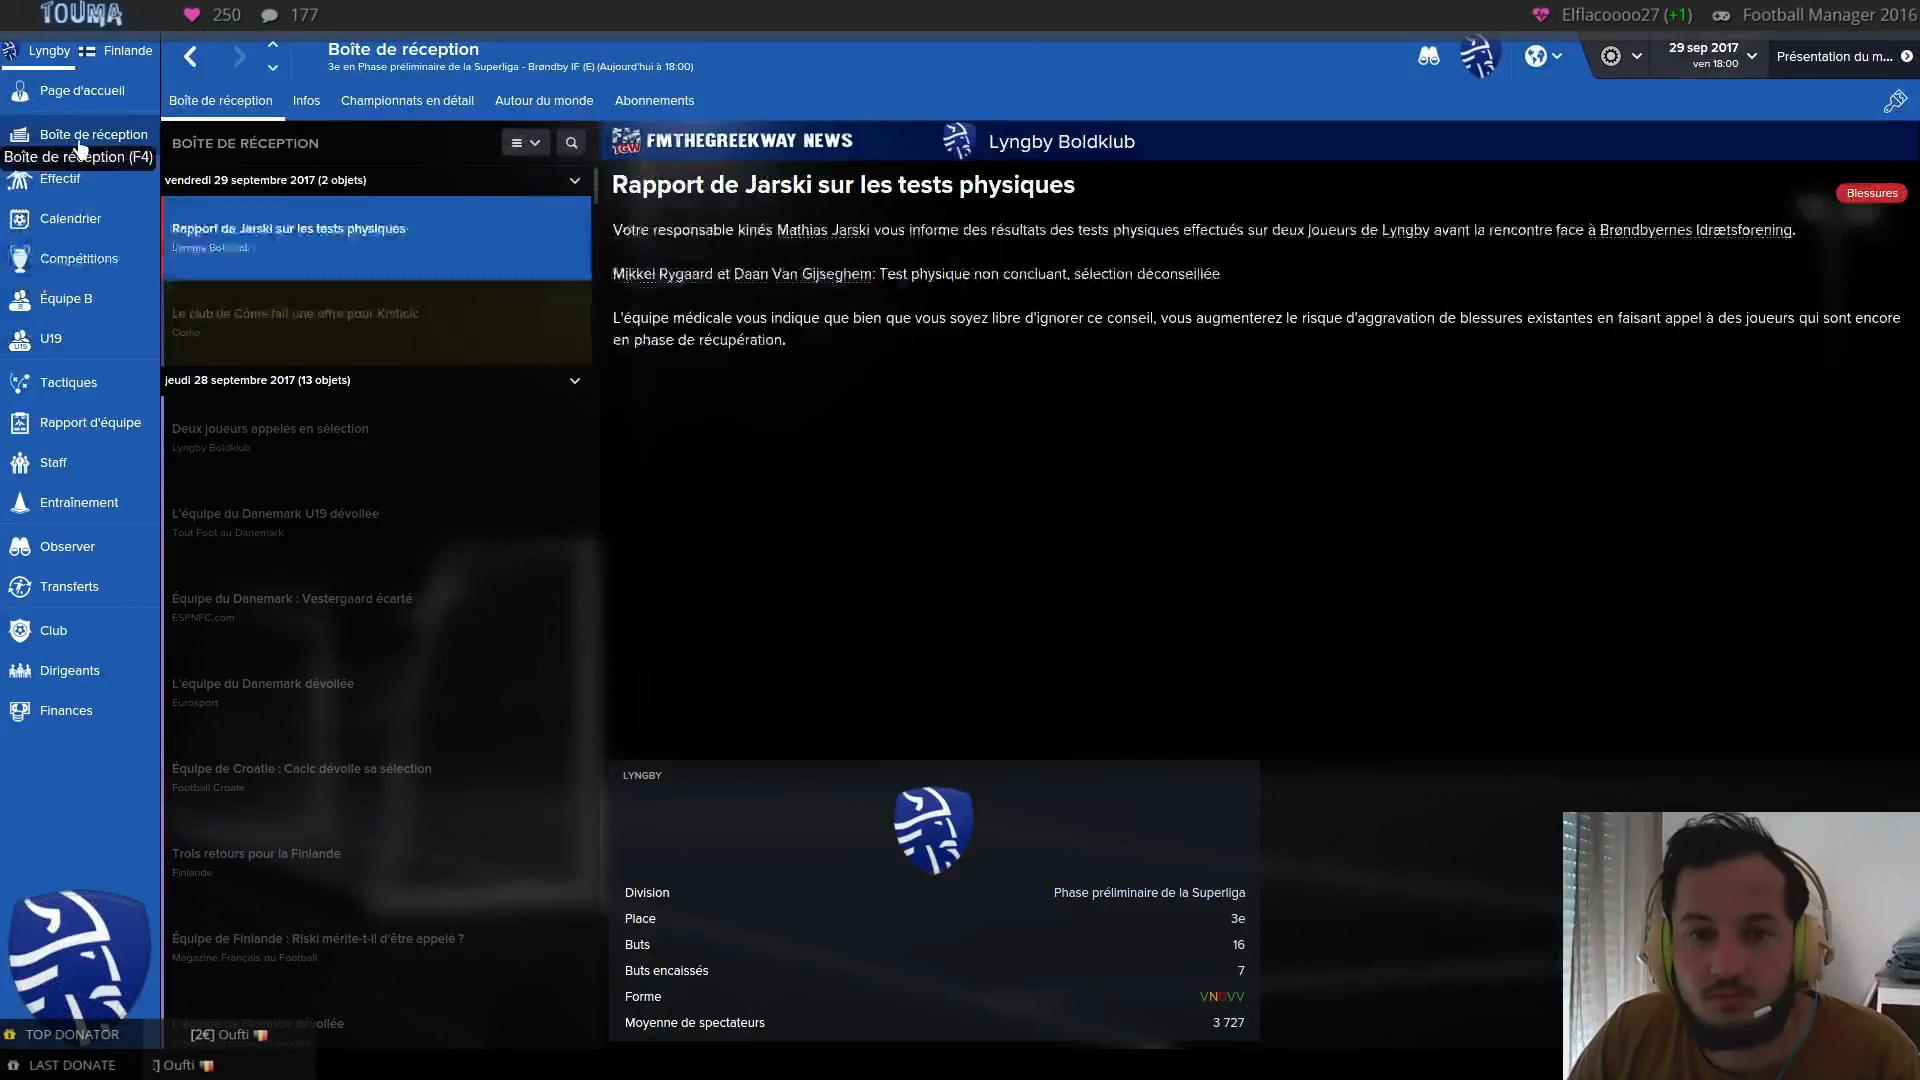 TOUMA
250
177
Elflacoooo27 (+1)
Football Manager 2016
Lyngby
Finlande
Boîte de réception
3e en Phase préliminaire de la Superliga - Brøndby IF (E) (Aujourd'hui à 18:00)
29 sep 2017
ven 18:00
Présentation du m...
Page d'accueil
Boîte de réception
Boîte de réception (F4)
Effectif
Calendrier
Compétitions
Équipe B
U19
Tactiques
Rapport d'équipe
Staff
Entraînement
Observer
Transferts
Club
Dirigeants
Finances
Boîte de réception
Infos
Championnats en détail
Autour du monde
Abonnements
BOÎTE DE RÉCEPTION
vendredi 29 septembre 2017 (2 objets)
Rapport de Jarski sur les tests physiques
Lyngby Boldklub
Le club de Côme fait une offre pour Krsticic
Como
jeudi 28 septembre 2017 (13 objets)
Deux joueurs appelés en sélection
Lyngby Boldklub
L'équipe du Danemark U19 dévoilée
Tout Foot au Danemark
Équipe du Danemark : Vestergaard écarté
ESPNFC.com
L'équipe du Danemark dévoilée
Eurosport
Équipe de Croatie : Cacic dévoile sa sélection
Football Croate
Trois retours pour la Finlande
Finlande
Équipe de Finlande : Riski mérite-t-il d'être appelé ?
Magazine Français du Football
L'équipe de Finlande dévoilée
FMTHEGREEKWAY NEWS
Lyngby Boldklub
Rapport de Jarski sur les tests physiques
Blessures
Votre responsable kinés Mathias Jarski vous informe des résultats des tests physiques effectués sur deux joueurs de Lyngby avant la rencontre face à Brøndbyernes Idrætsforening.
Mikkel Rygaard et Daan Van Gijseghem: Test physique non concluant, sélection déconseillée
L'équipe médicale vous indique que bien que vous soyez libre d'ignorer ce conseil, vous augmenterez le risque d'aggravation de blessures existantes en faisant appel à des joueurs qui sont encore
en phase de récupération.
LYNGBY
Division Phase préliminaire de la Superliga
Place 3e
Buts 16
Buts encaissés 7
Forme VNDVV
Moyenne de spectateurs 3 727
TOP DONATOR [2€] Oufti
LAST DONATE :] Oufti